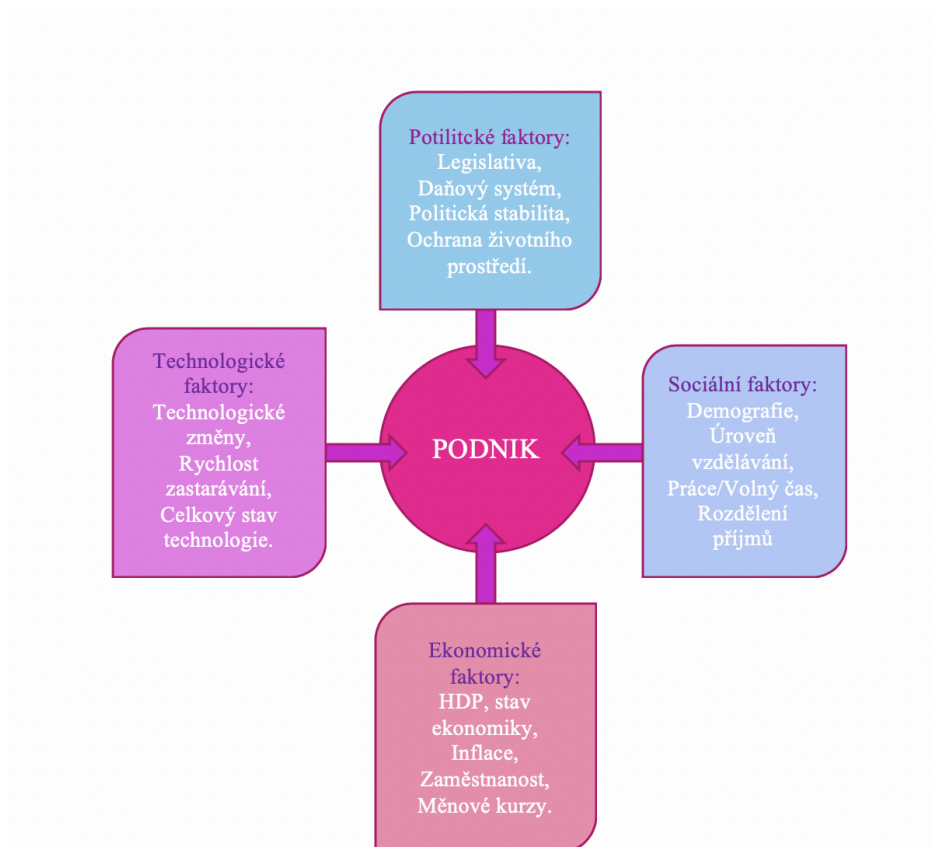 Potilitcké faktory:
Legislativa,
Daňový systém,
Politická stabilita,
Ochrana životního
prostředí.
Technologické
faktory:
Technologické
změny,
Rychlost
zastarávání,
Celkový stav
technologie.
PODNIK
Sociální faktory:
Demografie,
Úroveň
vzdělávání,
Práce/Volný čas,
Rozdělení
příjmů
Ekonomické
faktory:
HDP, stav
ekonomiky,
Inflace,
Zaměstnanost,
Měnové kurzy.